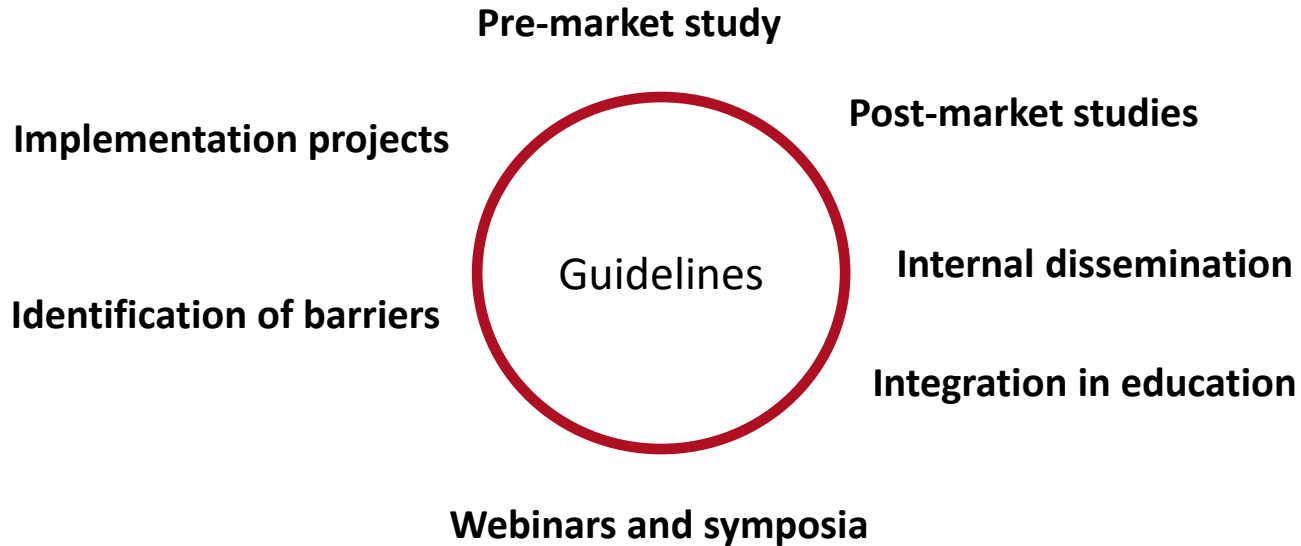 Pre-market study
Post-market studies
Implementation projects
Guidelines
Internal dissemination
Identification of barriers
Integration in education
Webinars and symposia